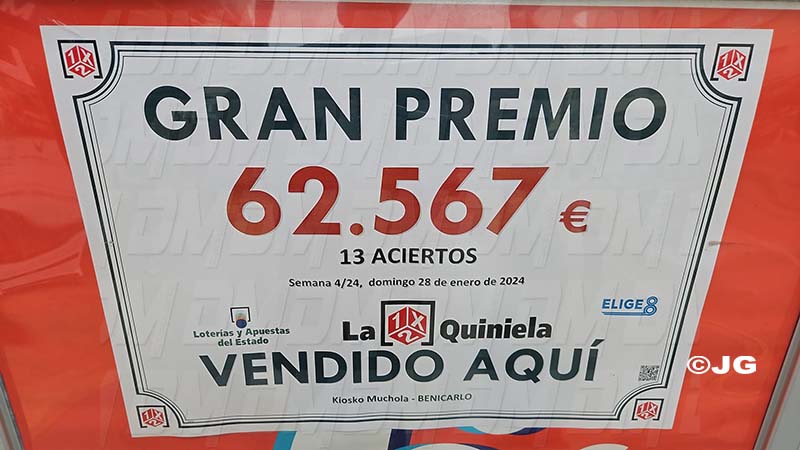 GRAN PREMIO
62.567 €
13 ACIERTOS
Semana 4/24, domingo 28 de enero de 2024
ELIGE8
Loterías y Apuestas
del Estado
La 1X2 Quiniela
VENDIDO AQUÍ
©JG
Kiosko Muchola - BENICARLO